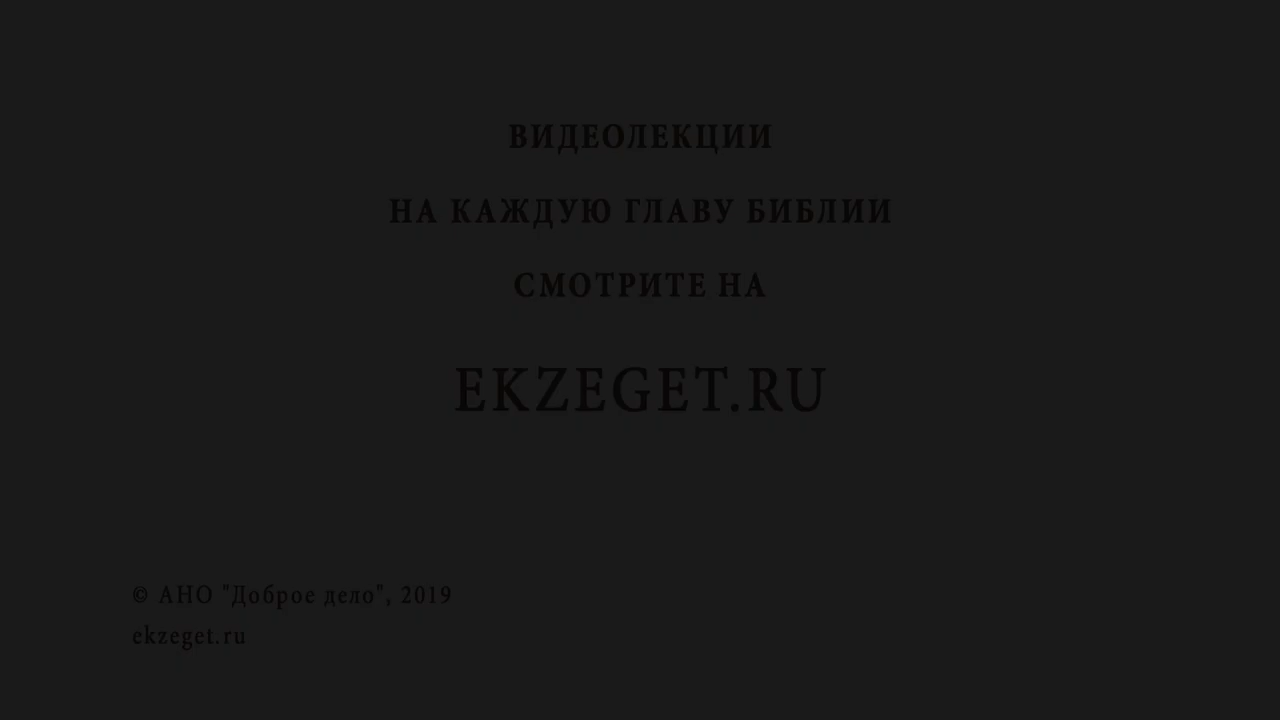 ВИДЕОЛЕКЦИИ
НА КАЖДУЮ ГЛАВУ БИБЛИИ
СМОТРИТЕ НА
EKZEGET.RU
© АНО "Доброе дело", 2019
ekzeget.ru